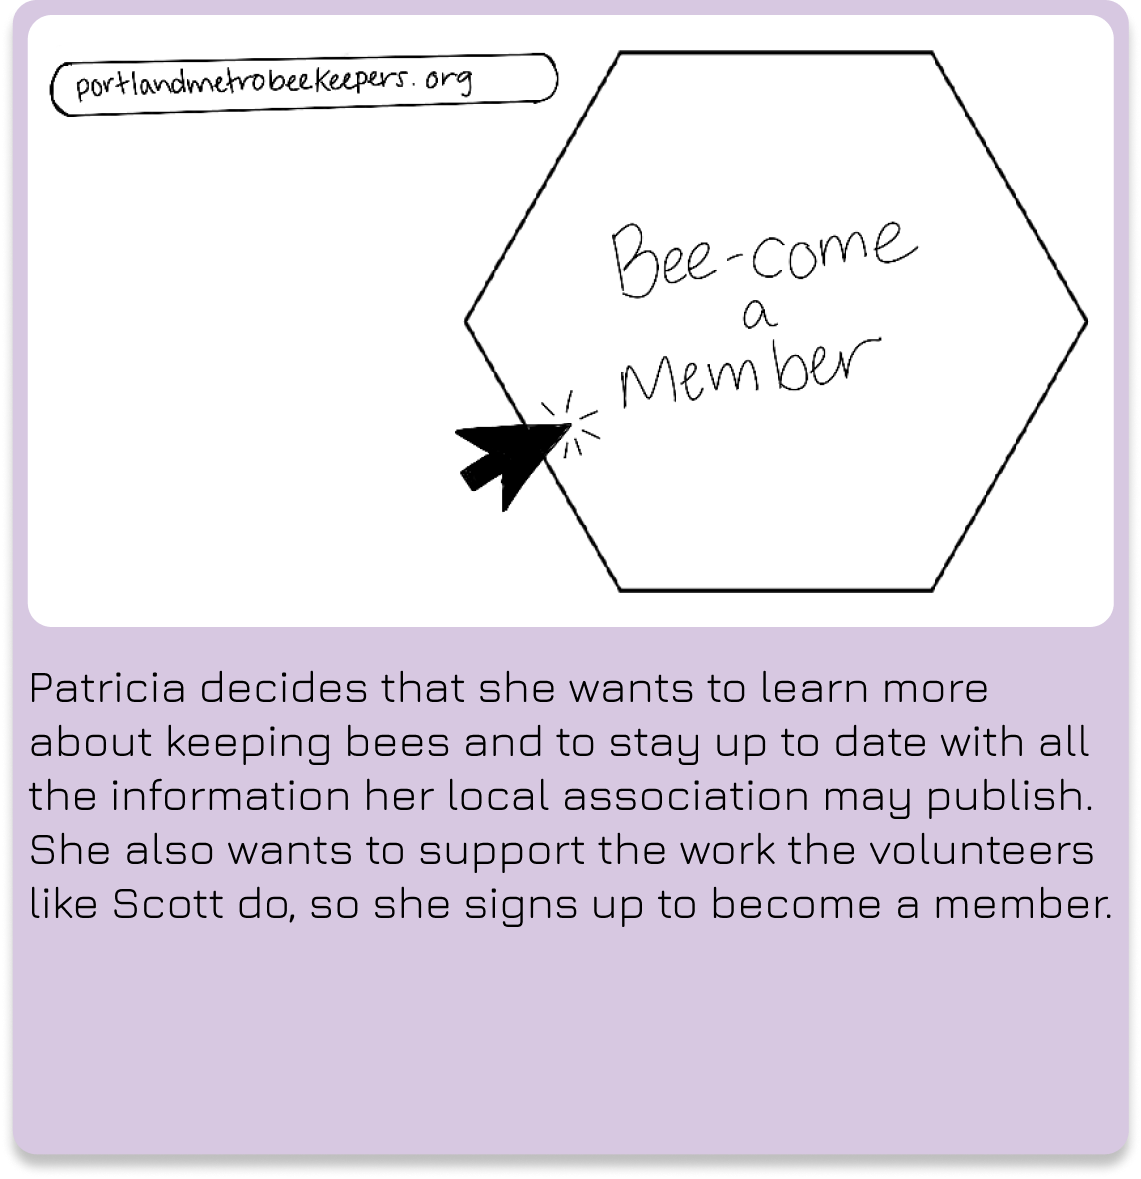 portlandmetrobeekeepers.org
Bee-come
a
Member
Patricia decides that she wants to learn more
about keeping bees and to stay up to date with all
the information her local association may publish.
She also wants to support the work the volunteers
like Scott do, so she signs up to become a member.